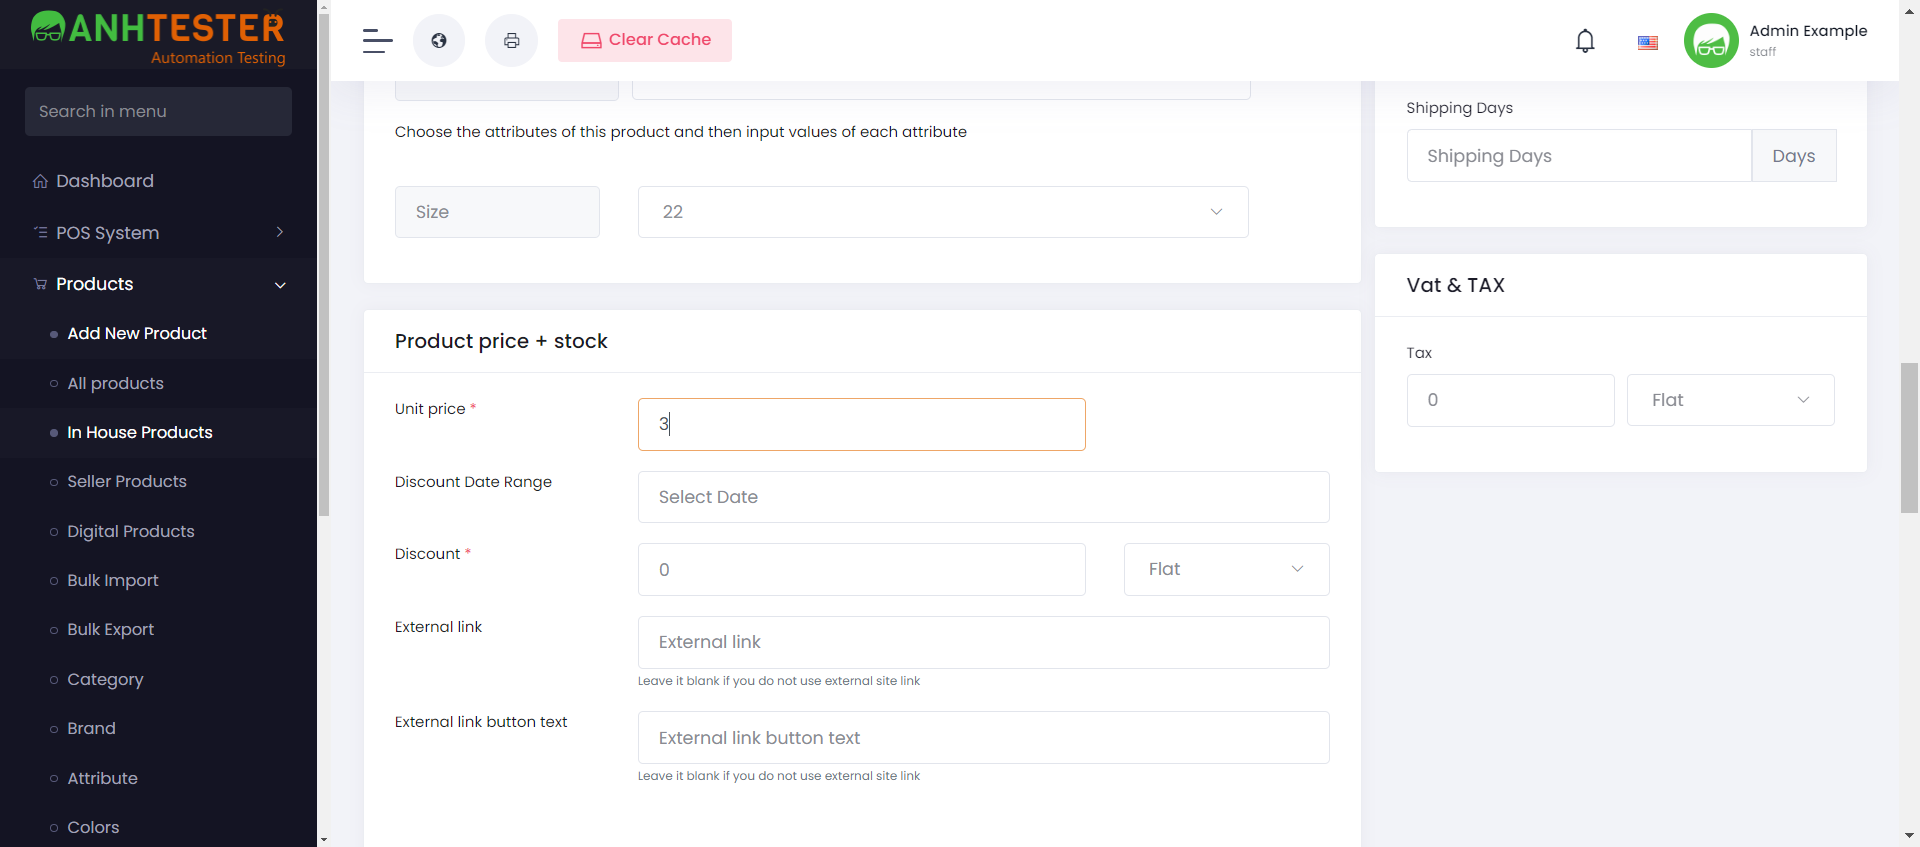 ANHTESTER
Automation Testing
Search in menu
Dashboard
POS System
Products
Add New Product
All products
In House Products
Seller Products
Digital Products
Bulk Import
Bulk Export
Category
Brand
Attribute
Colors
Clear Cache
Admin Example
staff
Choose the attributes of this product and then input values of each attribute
Size
22
Product price + stock
Unit price *
3
Discount Date Range
Select Date
Discount *
0
Flat
External link
External link
Leave it blank if you do not use external site link
External link button text
External link button text
Leave it blank if you do not use external site link
Shipping Days
Shipping Days
Days
Vat & TAX
Tax
0
Flat